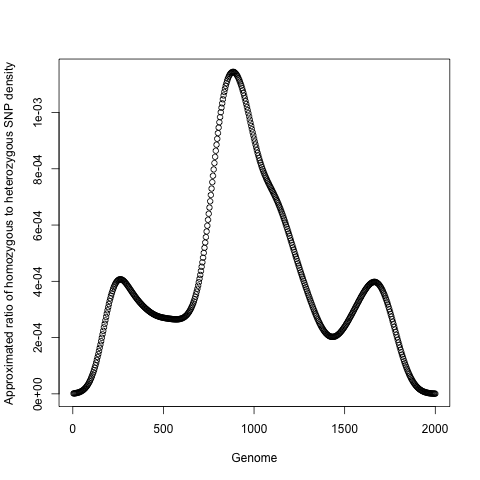 Approximated ratio of homozygous to heterozygous SNP density
1e-03
8e-04
6e-04
4e-04
2e-04
0e+00
0 500 1000 1500 2000
Genome